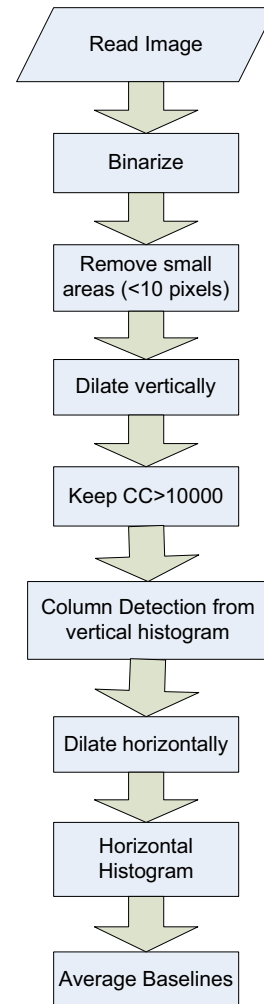 Read Image
Binarize
Remove small
areas (<10 pixels)
Dilate vertically
Keep CC>10000
Column Detection from
vertical histogram
Dilate horizontally
Horizontal
Histogram
Average Baselines